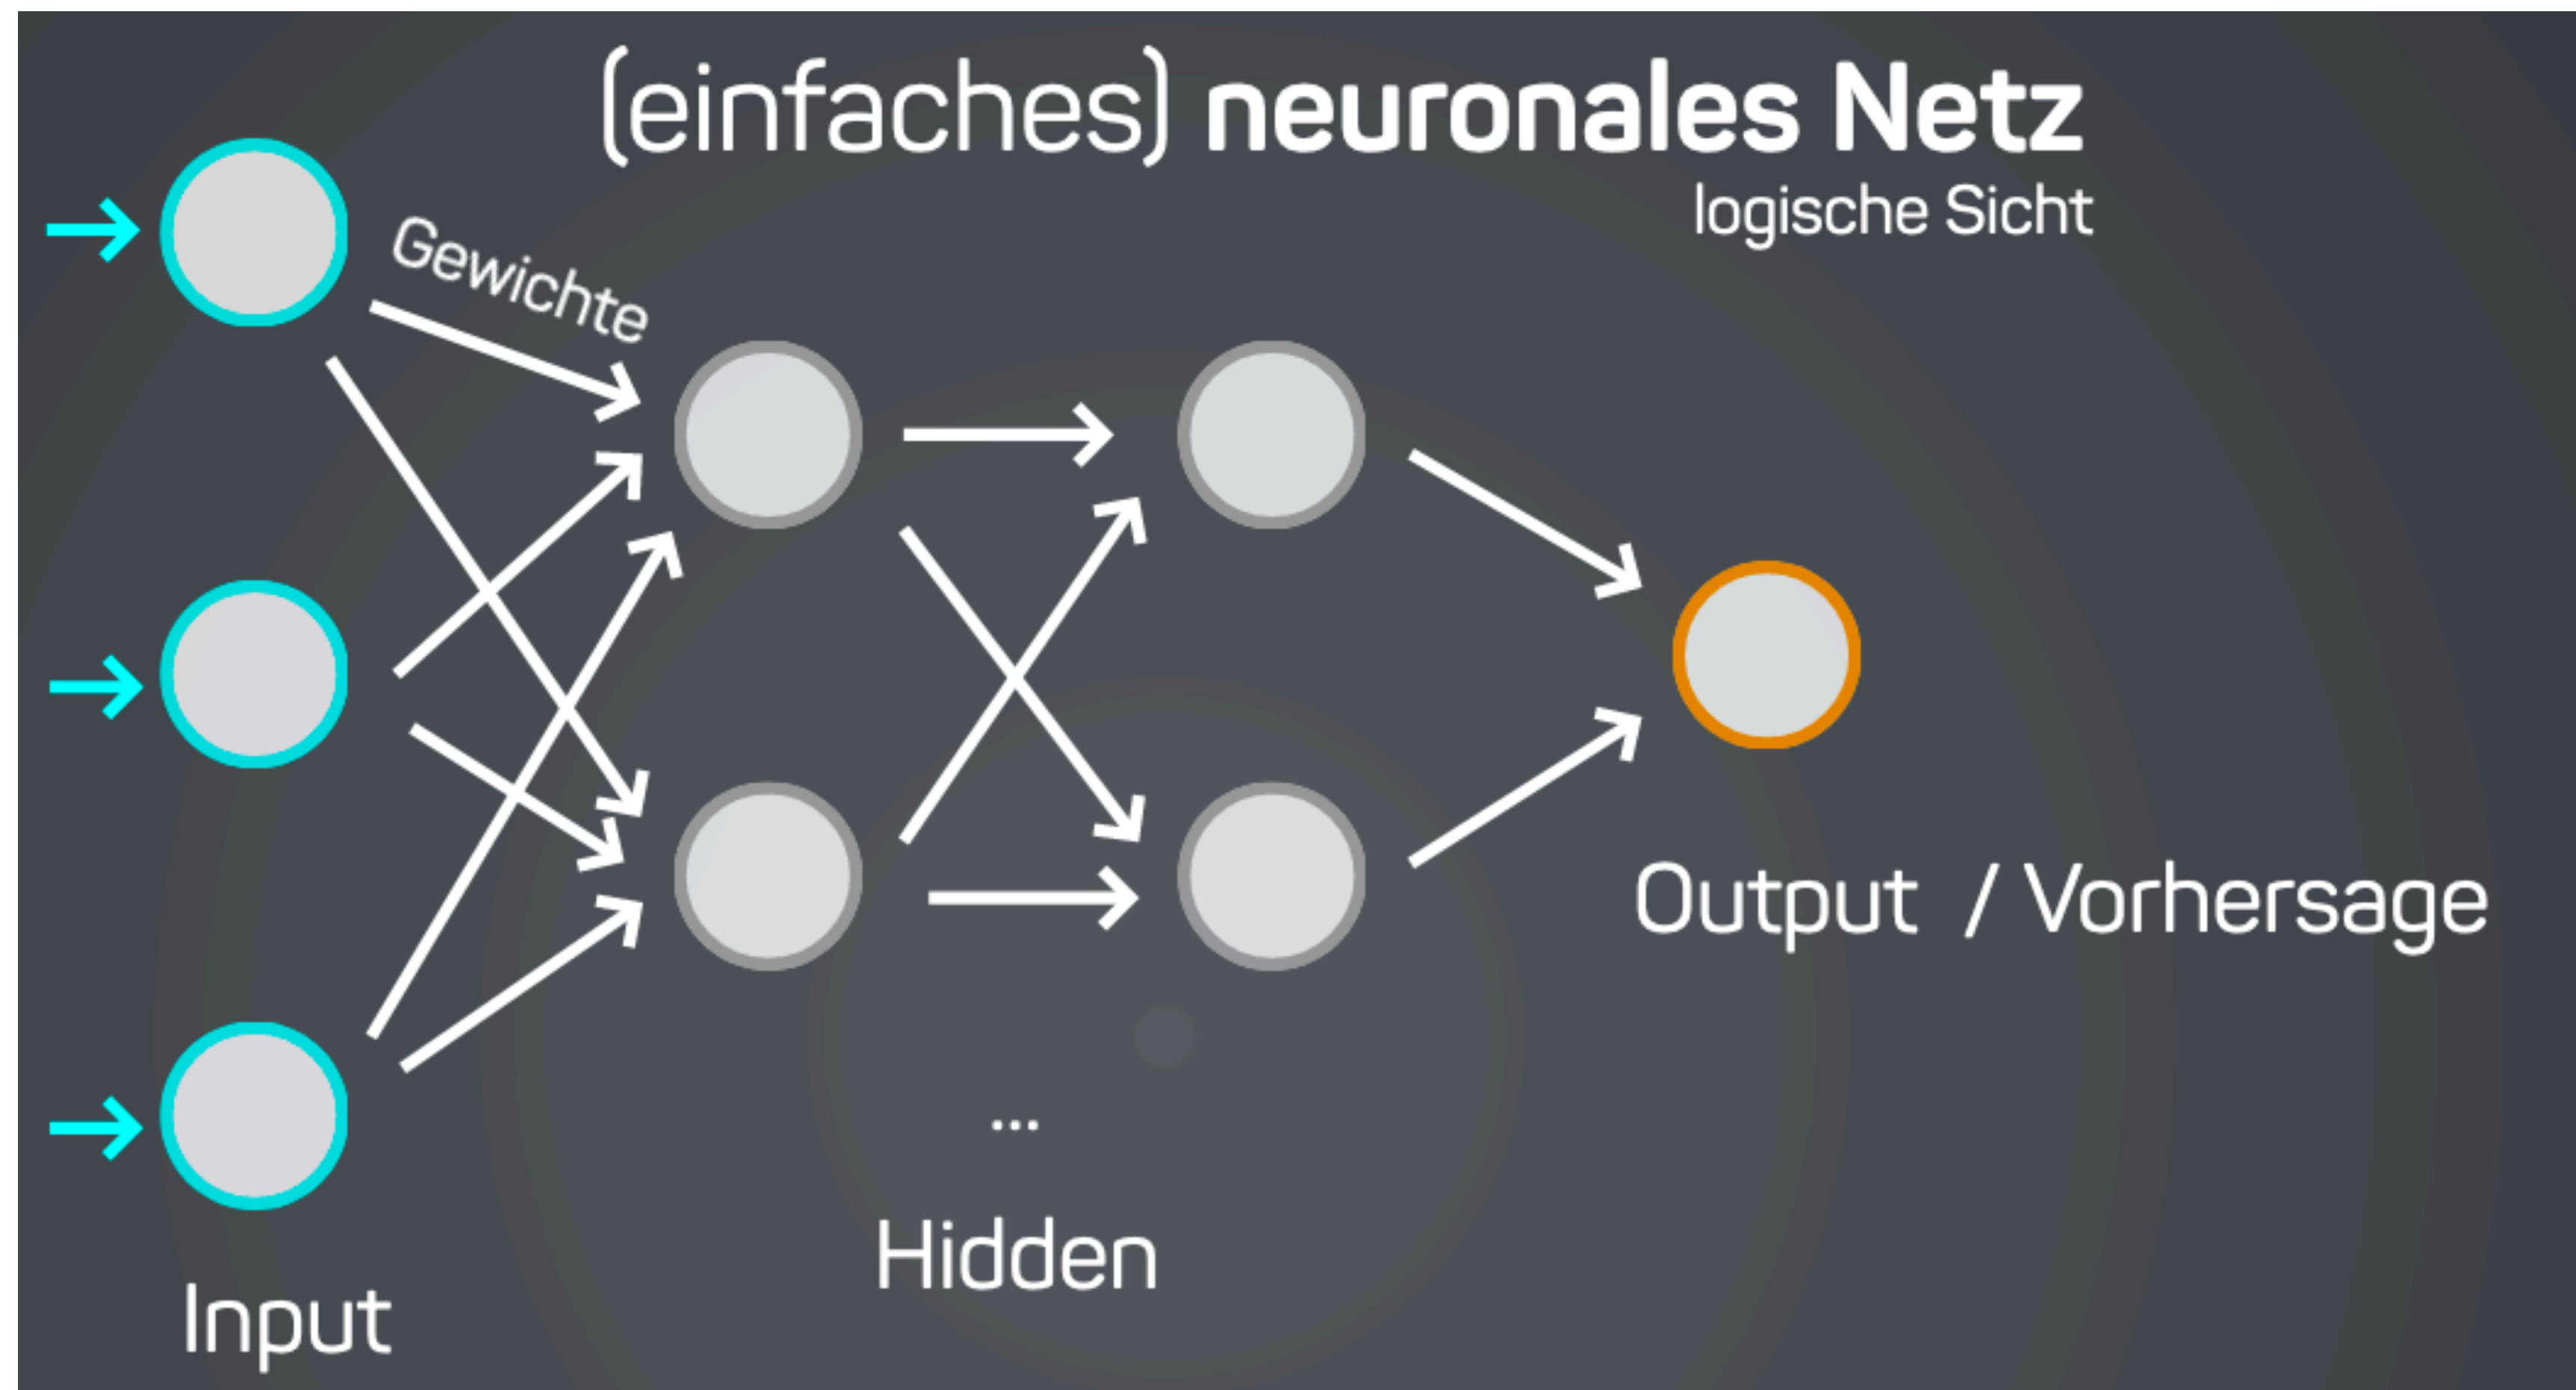 (einfaches) neuronales Netz
logische Sicht
Gewichte
Output / Vorhersage
...
Hidden
Input